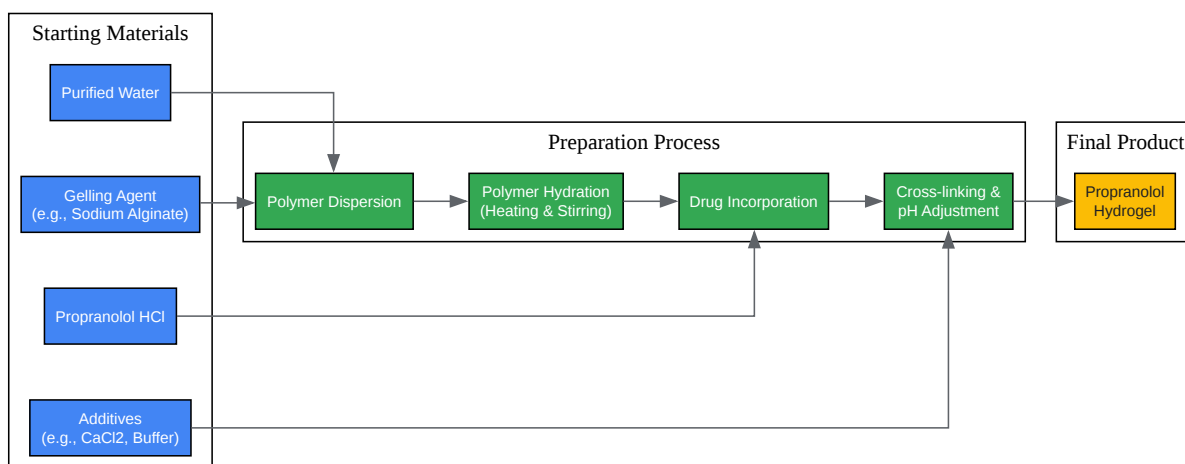 Starting Materials
Purified Water
Gelling Agent
(e.g., Sodium Alginate)
Propranolol HCl
Additives
(e.g., CaCl2, Buffer)
Preparation Process
Polymer Dispersion
Polymer Hydration
(Heating & Stirring)
Drug Incorporation
Cross-linking &
pH Adjustment
Final Product
Propranolol
Hydrogel